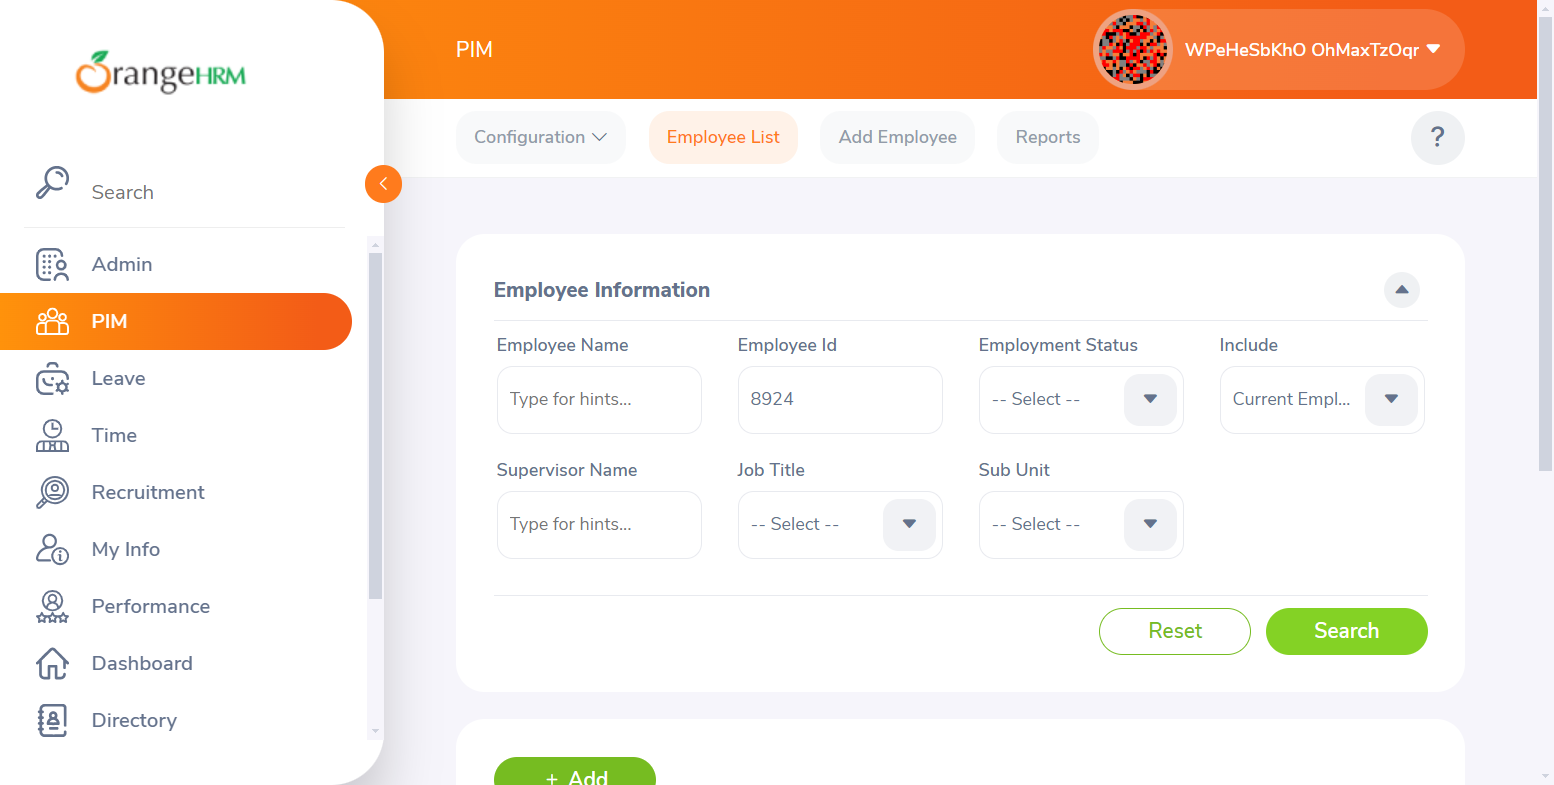 OrangeHRM
PIM
WPeHeSbKhO OhMaxTzOqr
Configuration
Employee List
Add Employee
Reports
?
Search
Admin
PIM
Leave
Time
Recruitment
My Info
Performance
Dashboard
Directory
Employee Information
Employee Name
Employee Id
Employment Status
Include
Type for hints...
8924
-- Select --
Current Empl...
Supervisor Name
Job Title
Sub Unit
Type for hints...
-- Select --
-- Select --
Reset
Search
+ Add